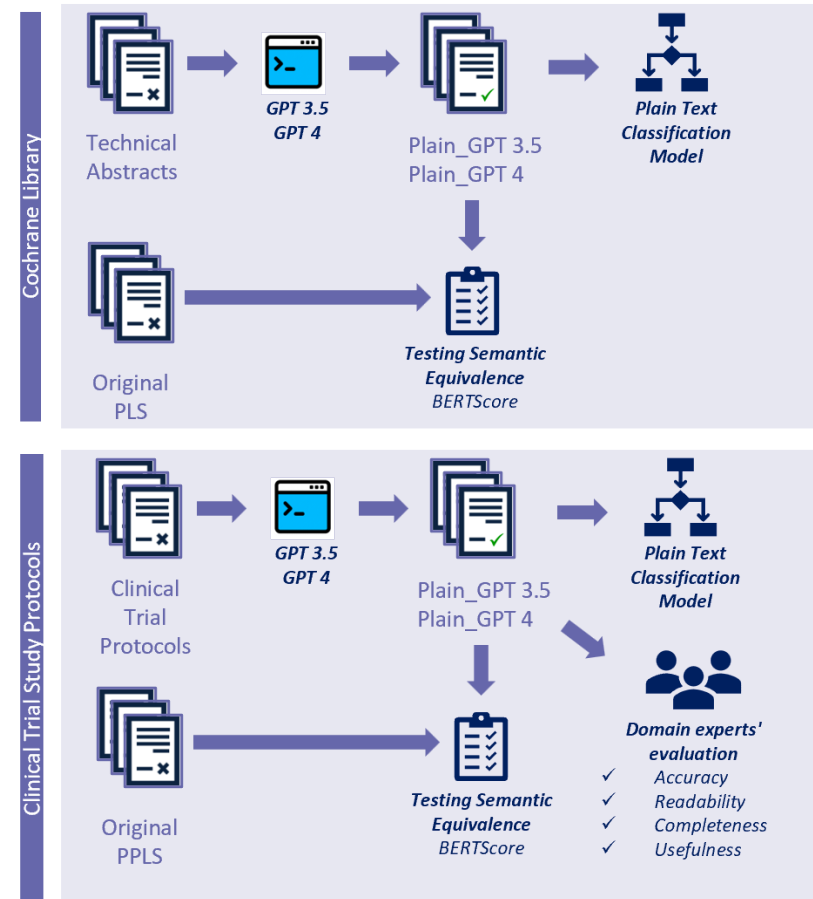 Cochrane Library
Technical
Abstracts
GPT 3.5
GPT 4
Plain_GPT 3.5
Plain_GPT 4
Plain Text
Classification
Model
Original
PLS
Testing Semantic
Equivalence
BERTScore
Clinical Trial Study Protocols
Clinical
Trial
Protocols
GPT 3.5
GPT 4
Plain_GPT 3.5
Plain_GPT 4
Plain Text
Classification
Model
Original
PPLS
Testing Semantic
Equivalence
BERTScore
Domain experts'
evaluation
✓ Accuracy
✓ Readability
✓ Completeness
✓ Usefulness